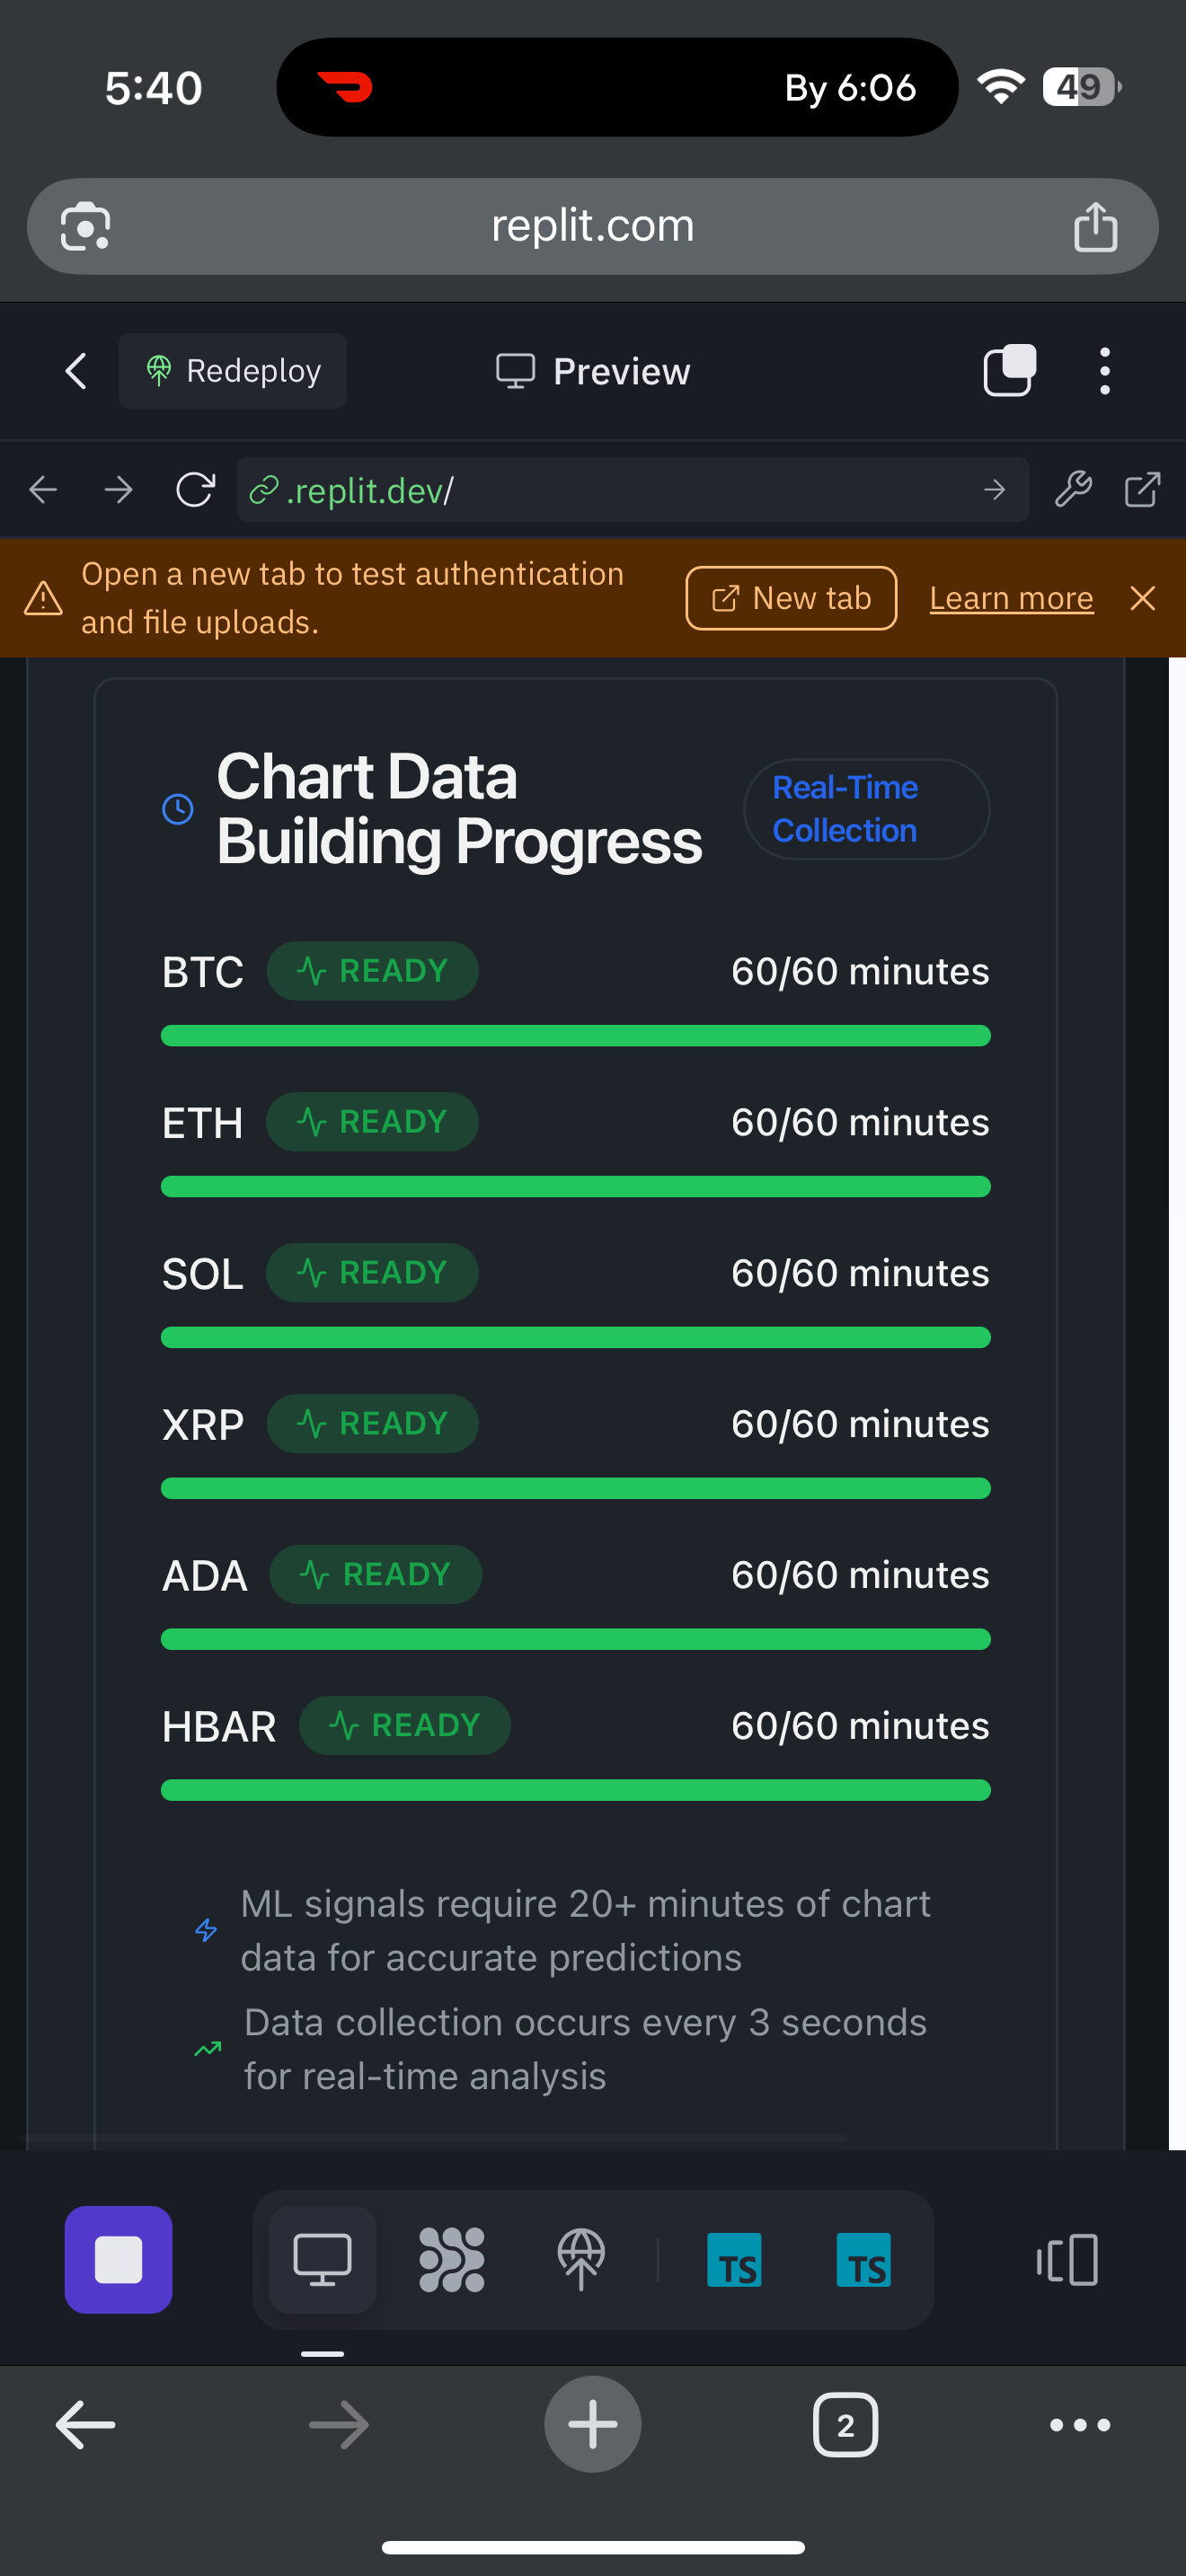 5:40
By 6:06
49
replit.com
Redeploy
Preview
.replit.dev/
Open a new tab to test authentication
and file uploads.
New tab
Learn more
Chart Data
Building Progress
Real-Time
Collection
BTC READY 60/60 minutes
ETH READY 60/60 minutes
SOL READY 60/60 minutes
XRP READY 60/60 minutes
ADA READY 60/60 minutes
HBAR READY 60/60 minutes
ML signals require 20+ minutes of chart
data for accurate predictions
Data collection occurs every 3 seconds
for real-time analysis
TS TS
2